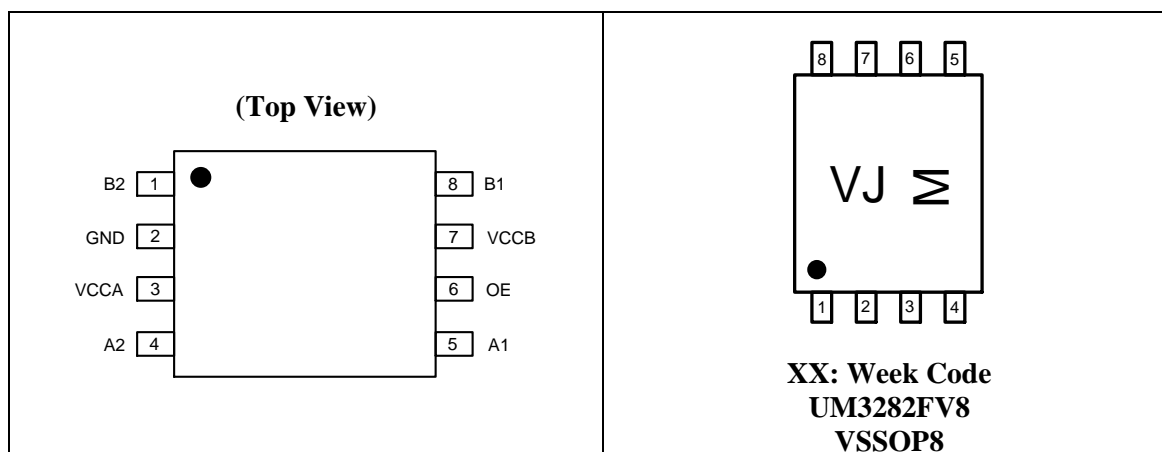 (Top View)
B2 1
GND 2
VCCA 3
A2 4
8 B1
7 VCCB
6 OE
5 A1
8 7 6 5
VJ M
1 2 3 4
XX: Week Code
UM3282FV8
VSSOP8